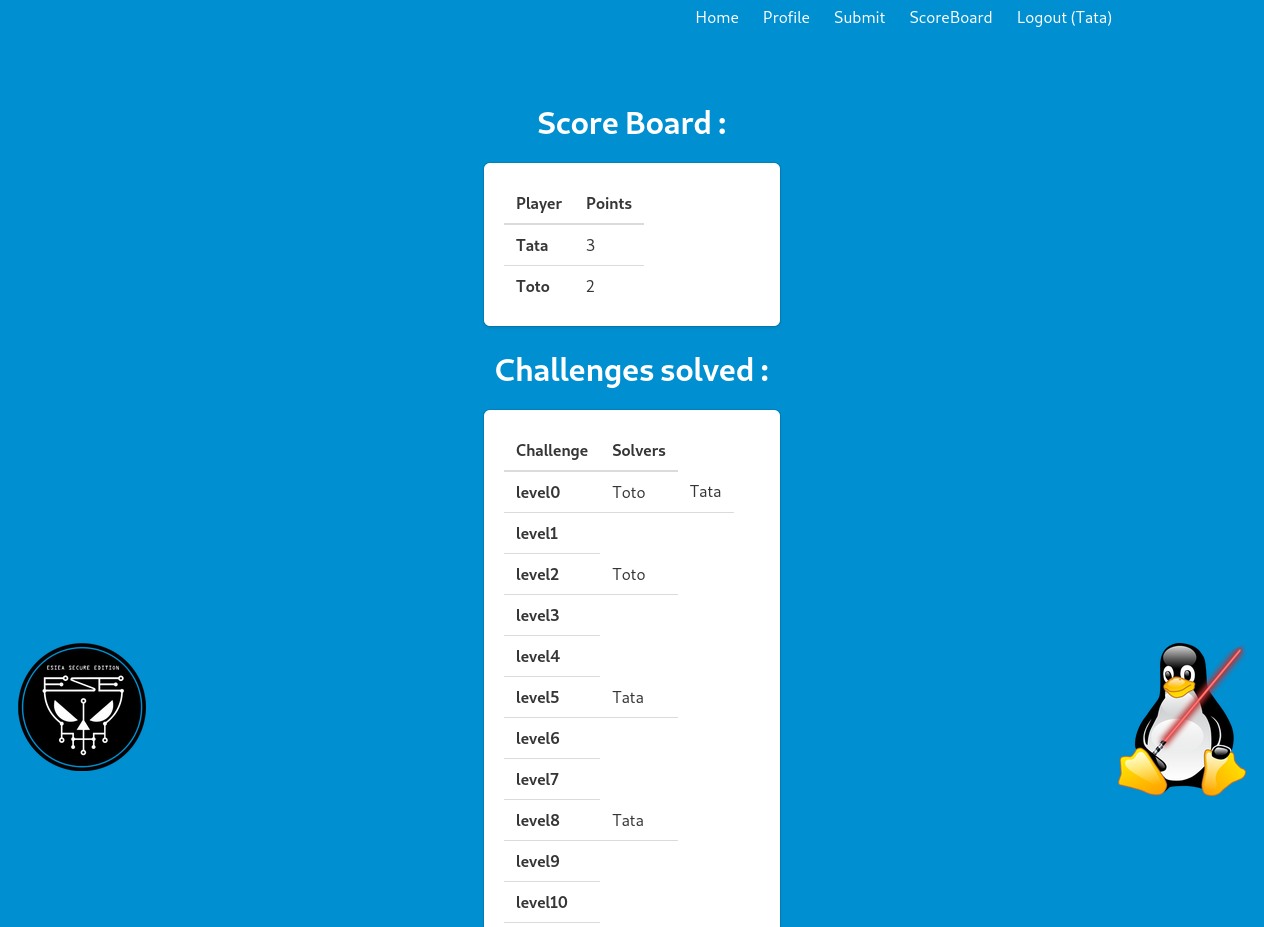 Home Profile Submit ScoreBoard Logout (Tata)
Score Board :
Player Points
Tata 3
Toto 2
Challenges solved :
Challenge Solvers
level0 Toto Tata
level1
level2 Toto
level3
level4
level5 Tata
level6
level7
level8 Tata
level9
level10
ESIEA SECURE EDITION
ESE